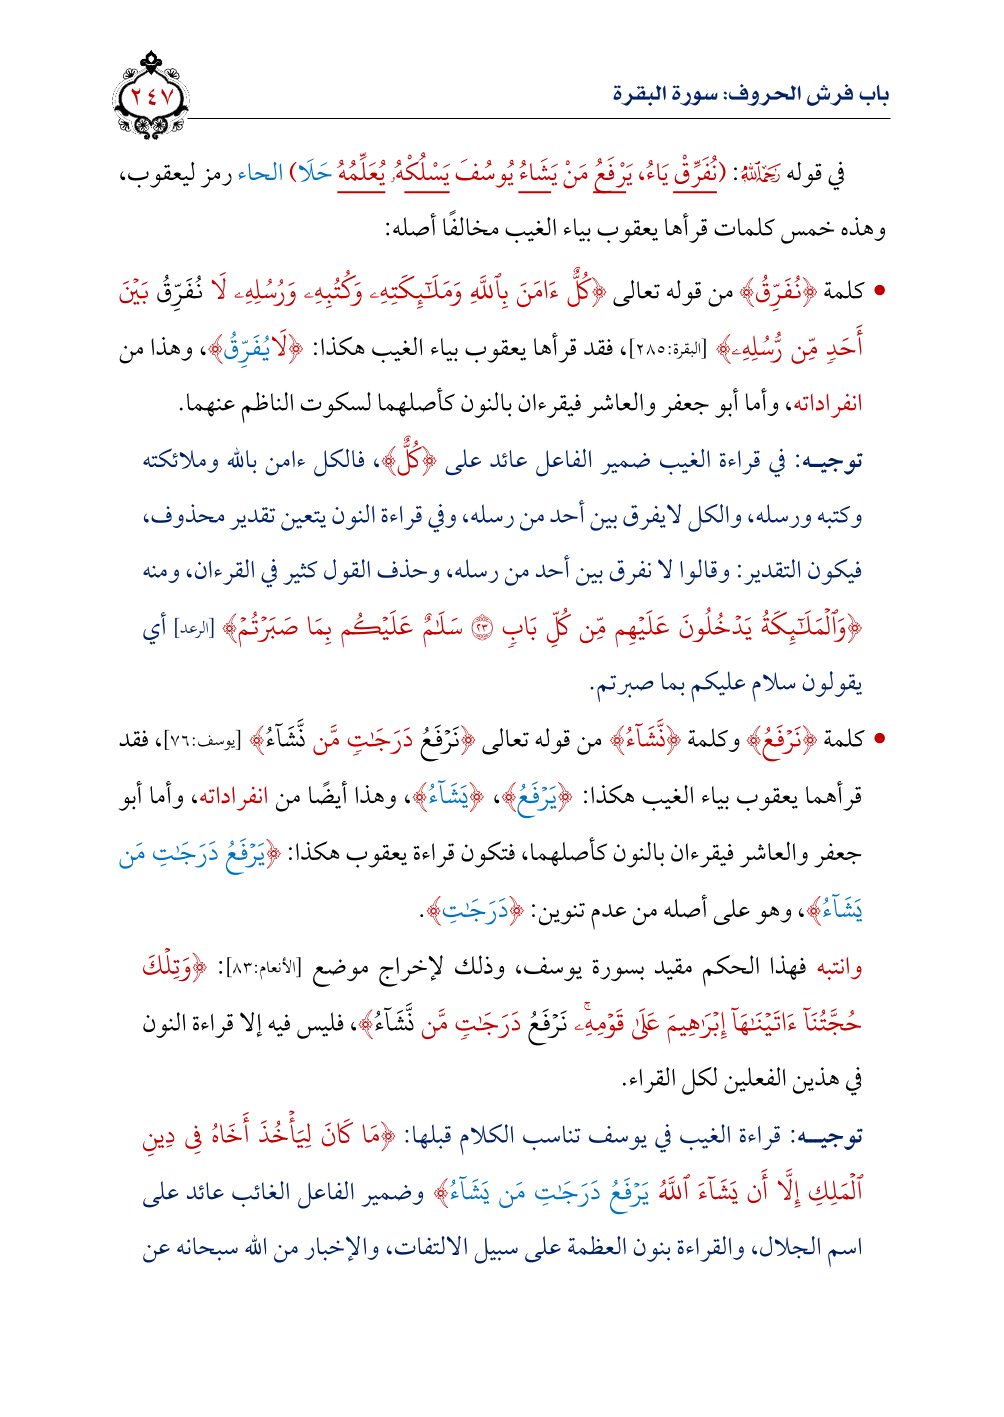 باب فرش الحروف: سورة البقرة
٢٤٧
في قوله رَحِمَهُ ٱللَّهُ: (نُفَرِّقْ يَاءُ، يَرْفَعُ مَنْ يَشَاءُ يُوسُفَ يَسْلُكْهُۥ يُعَلِّمُهُ حَلَا) الحاء رمز ليعقوب،
وهذه خمس كلمات قرأها يعقوب بياء الغيب مخالفًا أصله:
• كلمة ﴿نُفَرِّقُ﴾ من قوله تعالى ﴿كُلٌّ ءَامَنَ بِٱللَّهِ وَمَلَـٰٓئِكَتِهِۦ وَكُتُبِهِۦ وَرُسُلِهِۦ لَا نُفَرِّقُ بَيْنَ
أَحَدٍ مِّن رُّسُلِهِۦ﴾ [البقرة:٢٨٥]، فقد قرأها يعقوب بياء الغيب هكذا: ﴿لَا يُفَرِّقُ﴾، وهذا من
انفراداته، وأما أبو جعفر والعاشر فيقرءان بالنون كأصلهما لسكوت الناظم عنهما.
توجيـــه: في قراءة الغيب ضمير الفاعل عائد على ﴿كُلٌّ﴾، فالكل ءامن بالله وملائكته
وكتبه ورسله، والكل لايفرق بين أحد من رسله، وفي قراءة النون يتعين تقدير محذوف،
فيكون التقدير: وقالوا لا نفرق بين أحد من رسله، وحذف القول كثير في القرءان، ومنه
﴿وَٱلْمَلَـٰٓئِكَةُ يَدْخُلُونَ عَلَيْهِم مِّن كُلِّ بَابٍ ٢٣ سَلَـٰمٌ عَلَيْكُم بِمَا صَبَرْتُمْ﴾ [الرعد] أي
يقولون سلام عليكم بما صبرتم.
• كلمة ﴿نَرْفَعُ﴾ وكلمة ﴿نَّشَآءُ﴾ من قوله تعالى ﴿نَرْفَعُ دَرَجَـٰتٍ مَّن نَّشَآءُ﴾ [يوسف:٧٦]، فقد
قرأهما يعقوب بياء الغيب هكذا: ﴿يَرْفَعُ﴾، ﴿يَشَآءُ﴾، وهذا أيضًا من انفراداته، وأما أبو
جعفر والعاشر فيقرءان بالنون كأصلهما، فتكون قراءة يعقوب هكذا: ﴿يَرْفَعُ دَرَجَـٰتِ مَن
يَشَآءُ﴾، وهو على أصله من عدم تنوين: ﴿دَرَجَـٰتِ﴾.
وانتبه فهذا الحكم مقيد بسورة يوسف، وذلك لإخراج موضع [الأنعام:٨٣]: ﴿وَتِلْكَ
حُجَّتُنَآ ءَاتَيْنَـٰهَآ إِبْرَٰهِيمَ عَلَىٰ قَوْمِهِۦۚ نَرْفَعُ دَرَجَـٰتٍ مَّن نَّشَآءُ﴾، فليس فيه إلا قراءة النون
في هذين الفعلين لكل القراء.
توجيـــه: قراءة الغيب في يوسف تناسب الكلام قبلها: ﴿مَا كَانَ لِيَأْخُذَ أَخَاهُ فِى دِينِ
ٱلْمَلِكِ إِلَّا أَن يَشَآءَ ٱللَّهُ يَرْفَعُ دَرَجَـٰتِ مَن يَشَآءُ﴾ وضمير الفاعل الغائب عائد على
اسم الجلال، والقراءة بنون العظمة على سبيل الالتفات، والإخبار من الله سبحانه عن